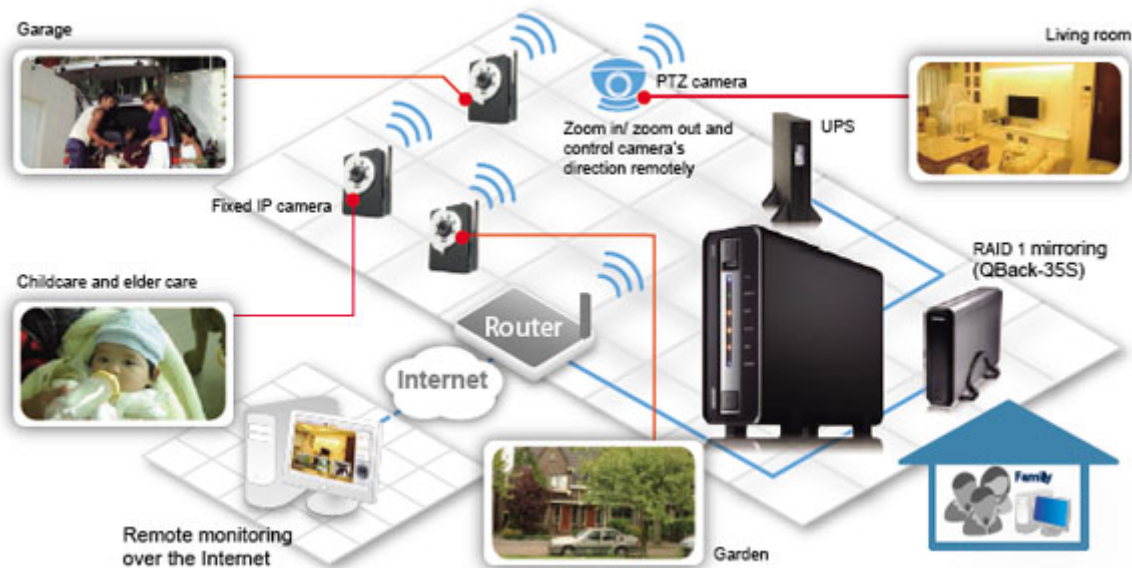 Garage
Living room
PTZ camera
Zoom in/ zoom out and
control camera's
direction remotely
UPS
Fixed IP camera
RAID 1 mirroring
(QBack-35S)
Childcare and elder care
Router
Internet
Family
Remote monitoring
over the Internet
Garden